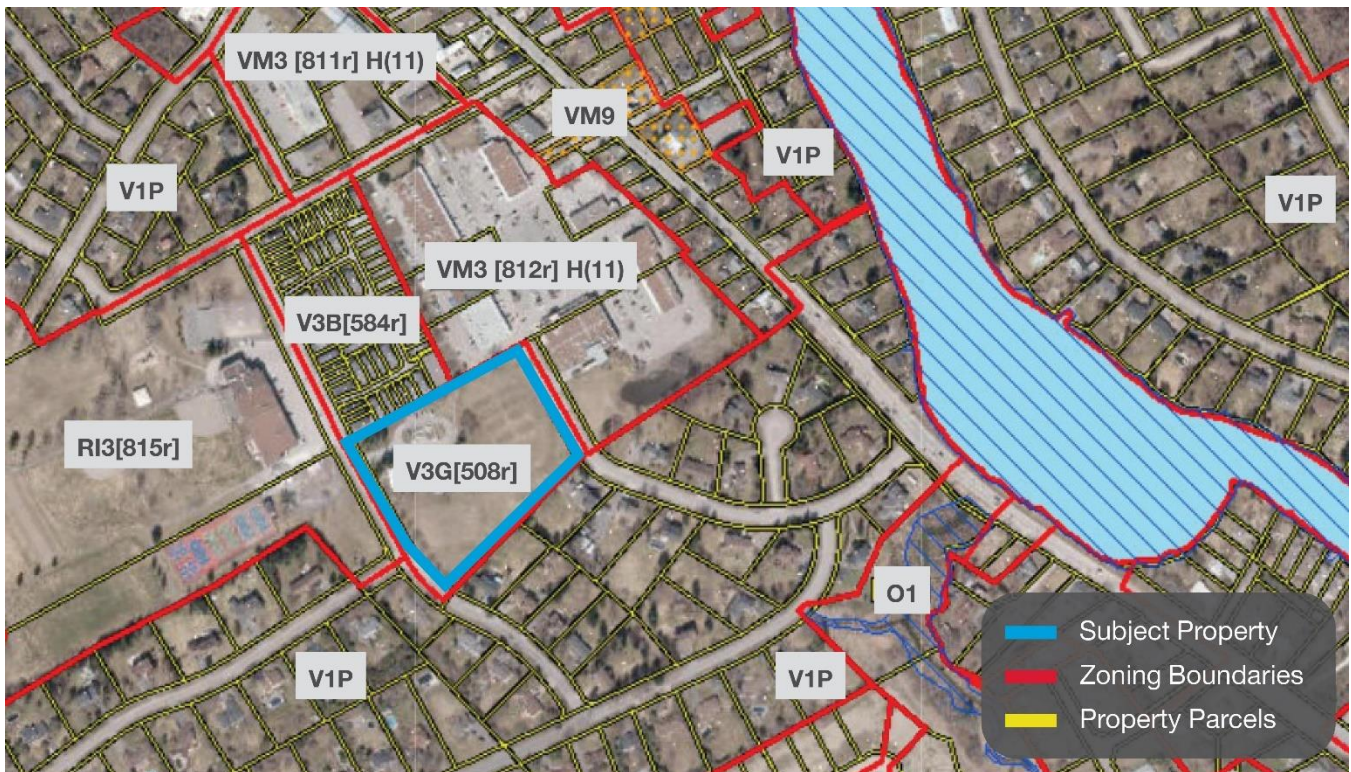 VM3 [811r] H(11)
VM9
V1P
V1P
V1P
VM3 [812r] H(11)
V3B[584r]
RI3[815r]
V3G[508r]
O1
V1P
V1P
Subject Property
Zoning Boundaries
Property Parcels